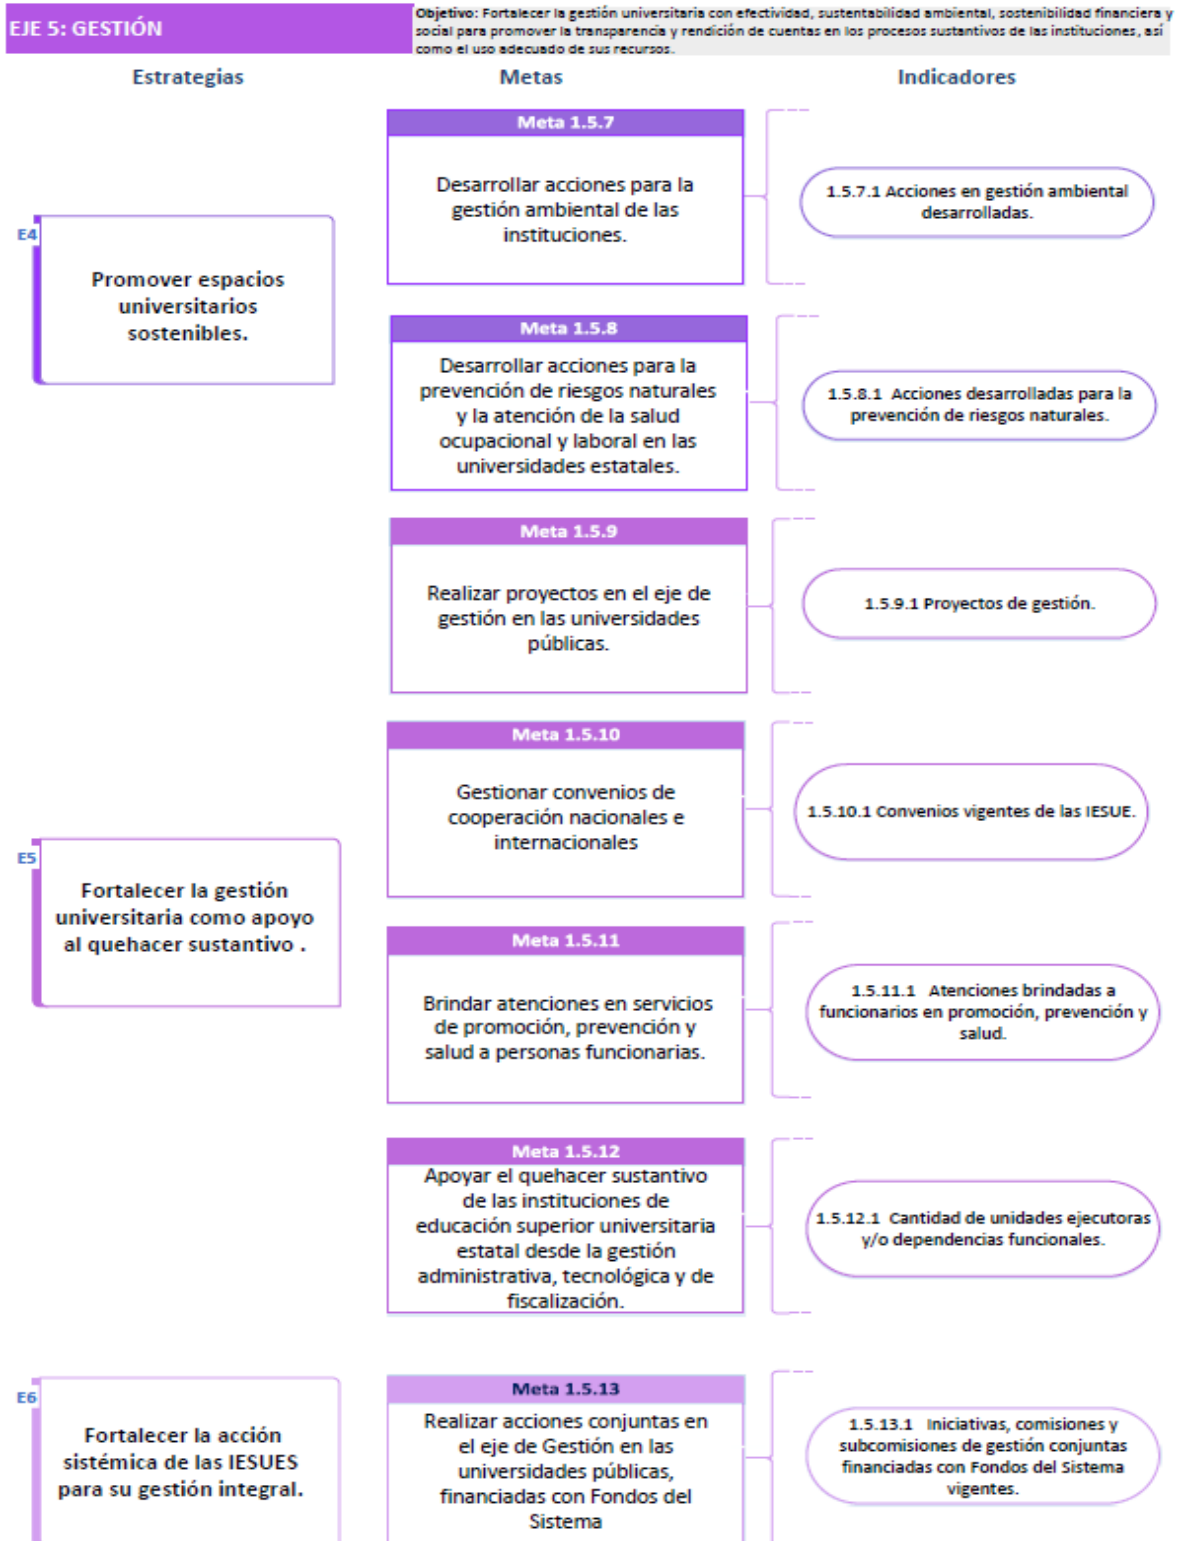 EJE 5: GESTIÓN
Objetivo: Fortalecer la gestión universitaria con efectividad, sustentabilidad ambiental, sostenibilidad financiera y
social para promover la transparencia y rendición de cuentas en los procesos sustantivos de las instituciones, así
como el uso adecuado de sus recursos.
Estrategias
Metas
Indicadores
E4
Promover espacios
universitarios
sostenibles.
Meta 1.5.7
Desarrollar acciones para la
gestión ambiental de las
instituciones.
1.5.7.1 Acciones en gestión ambiental
desarrolladas.
Meta 1.5.8
Desarrollar acciones para la
prevención de riesgos naturales
y la atención de la salud
ocupacional y laboral en las
universidades estatales.
1.5.8.1 Acciones desarrolladas para la
prevención de riesgos naturales.
E5
Fortalecer la gestión
universitaria como apoyo
al quehacer sustantivo .
Meta 1.5.9
Realizar proyectos en el eje de
gestión en las universidades
públicas.
1.5.9.1 Proyectos de gestión.
Meta 1.5.10
Gestionar convenios de
cooperación nacionales e
internacionales
1.5.10.1 Convenios vigentes de las IESUE.
Meta 1.5.11
Brindar atenciones en servicios
de promoción, prevención y
salud a personas funcionarias.
1.5.11.1 Atenciones brindadas a
funcionarios en promoción, prevención y
salud.
Meta 1.5.12
Apoyar el quehacer sustantivo
de las instituciones de
educación superior universitaria
estatal desde la gestión
administrativa, tecnológica y de
fiscalización.
1.5.12.1 Cantidad de unidades ejecutoras
y/o dependencias funcionales.
E6
Fortalecer la acción
sistémica de las IESUES
para su gestión integral.
Meta 1.5.13
Realizar acciones conjuntas en
el eje de Gestión en las
universidades públicas,
financiadas con Fondos del
Sistema
1.5.13.1 Iniciativas, comisiones y
subcomisiones de gestión conjuntas
financiadas con Fondos del Sistema
vigentes.